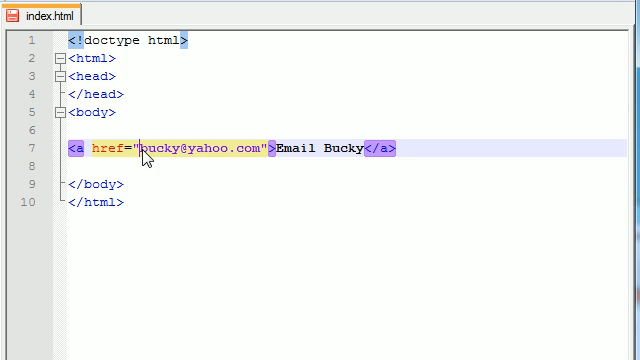 index.html
1 <!doctype html>
2 <html>
3 <head>
4 </head>
5 <body>
6
7 <a href="bucky@yahoo.com">Email Bucky</a>
8
9 </body>
10 </html>